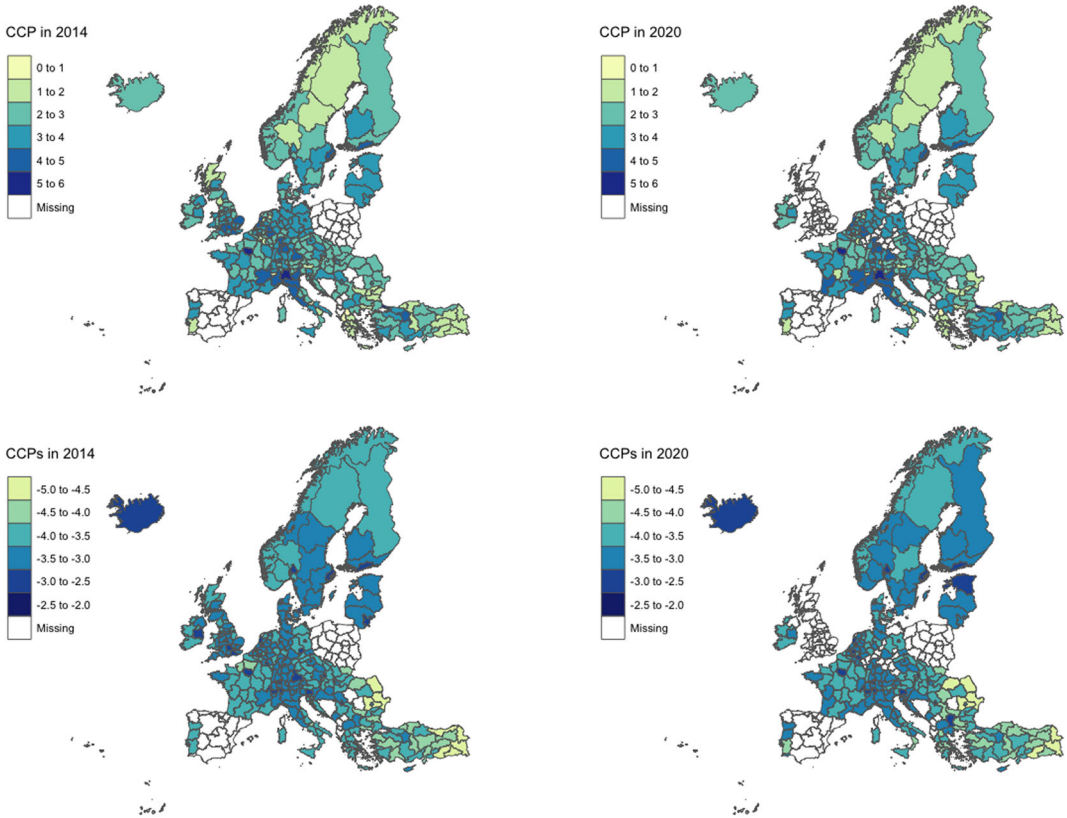 CCP in 2014
0 to 1
1 to 2
2 to 3
3 to 4
4 to 5
5 to 6
Missing
CCP in 2020
0 to 1
1 to 2
2 to 3
3 to 4
4 to 5
5 to 6
Missing
CCPs in 2014
-5.0 to -4.5
-4.5 to -4.0
-4.0 to -3.5
-3.5 to -3.0
-3.0 to -2.5
-2.5 to -2.0
Missing
CCPs in 2020
-5.0 to -4.5
-4.5 to -4.0
-4.0 to -3.5
-3.5 to -3.0
-3.0 to -2.5
-2.5 to -2.0
Missing